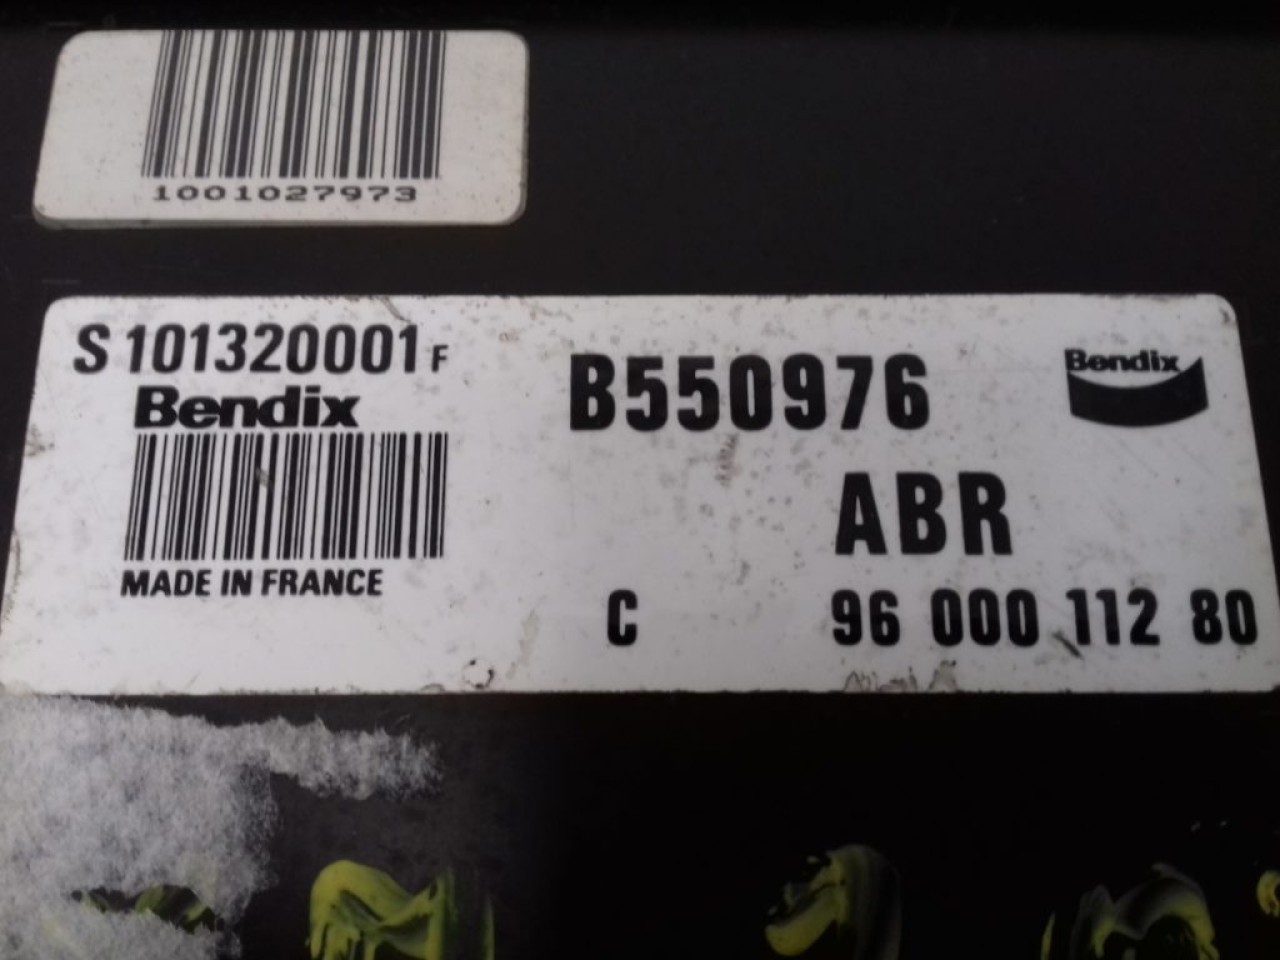 1001027973
S 101320001 F
Bendix
MADE IN FRANCE
B550976
Bendix
ABR
C 96 000 112 80